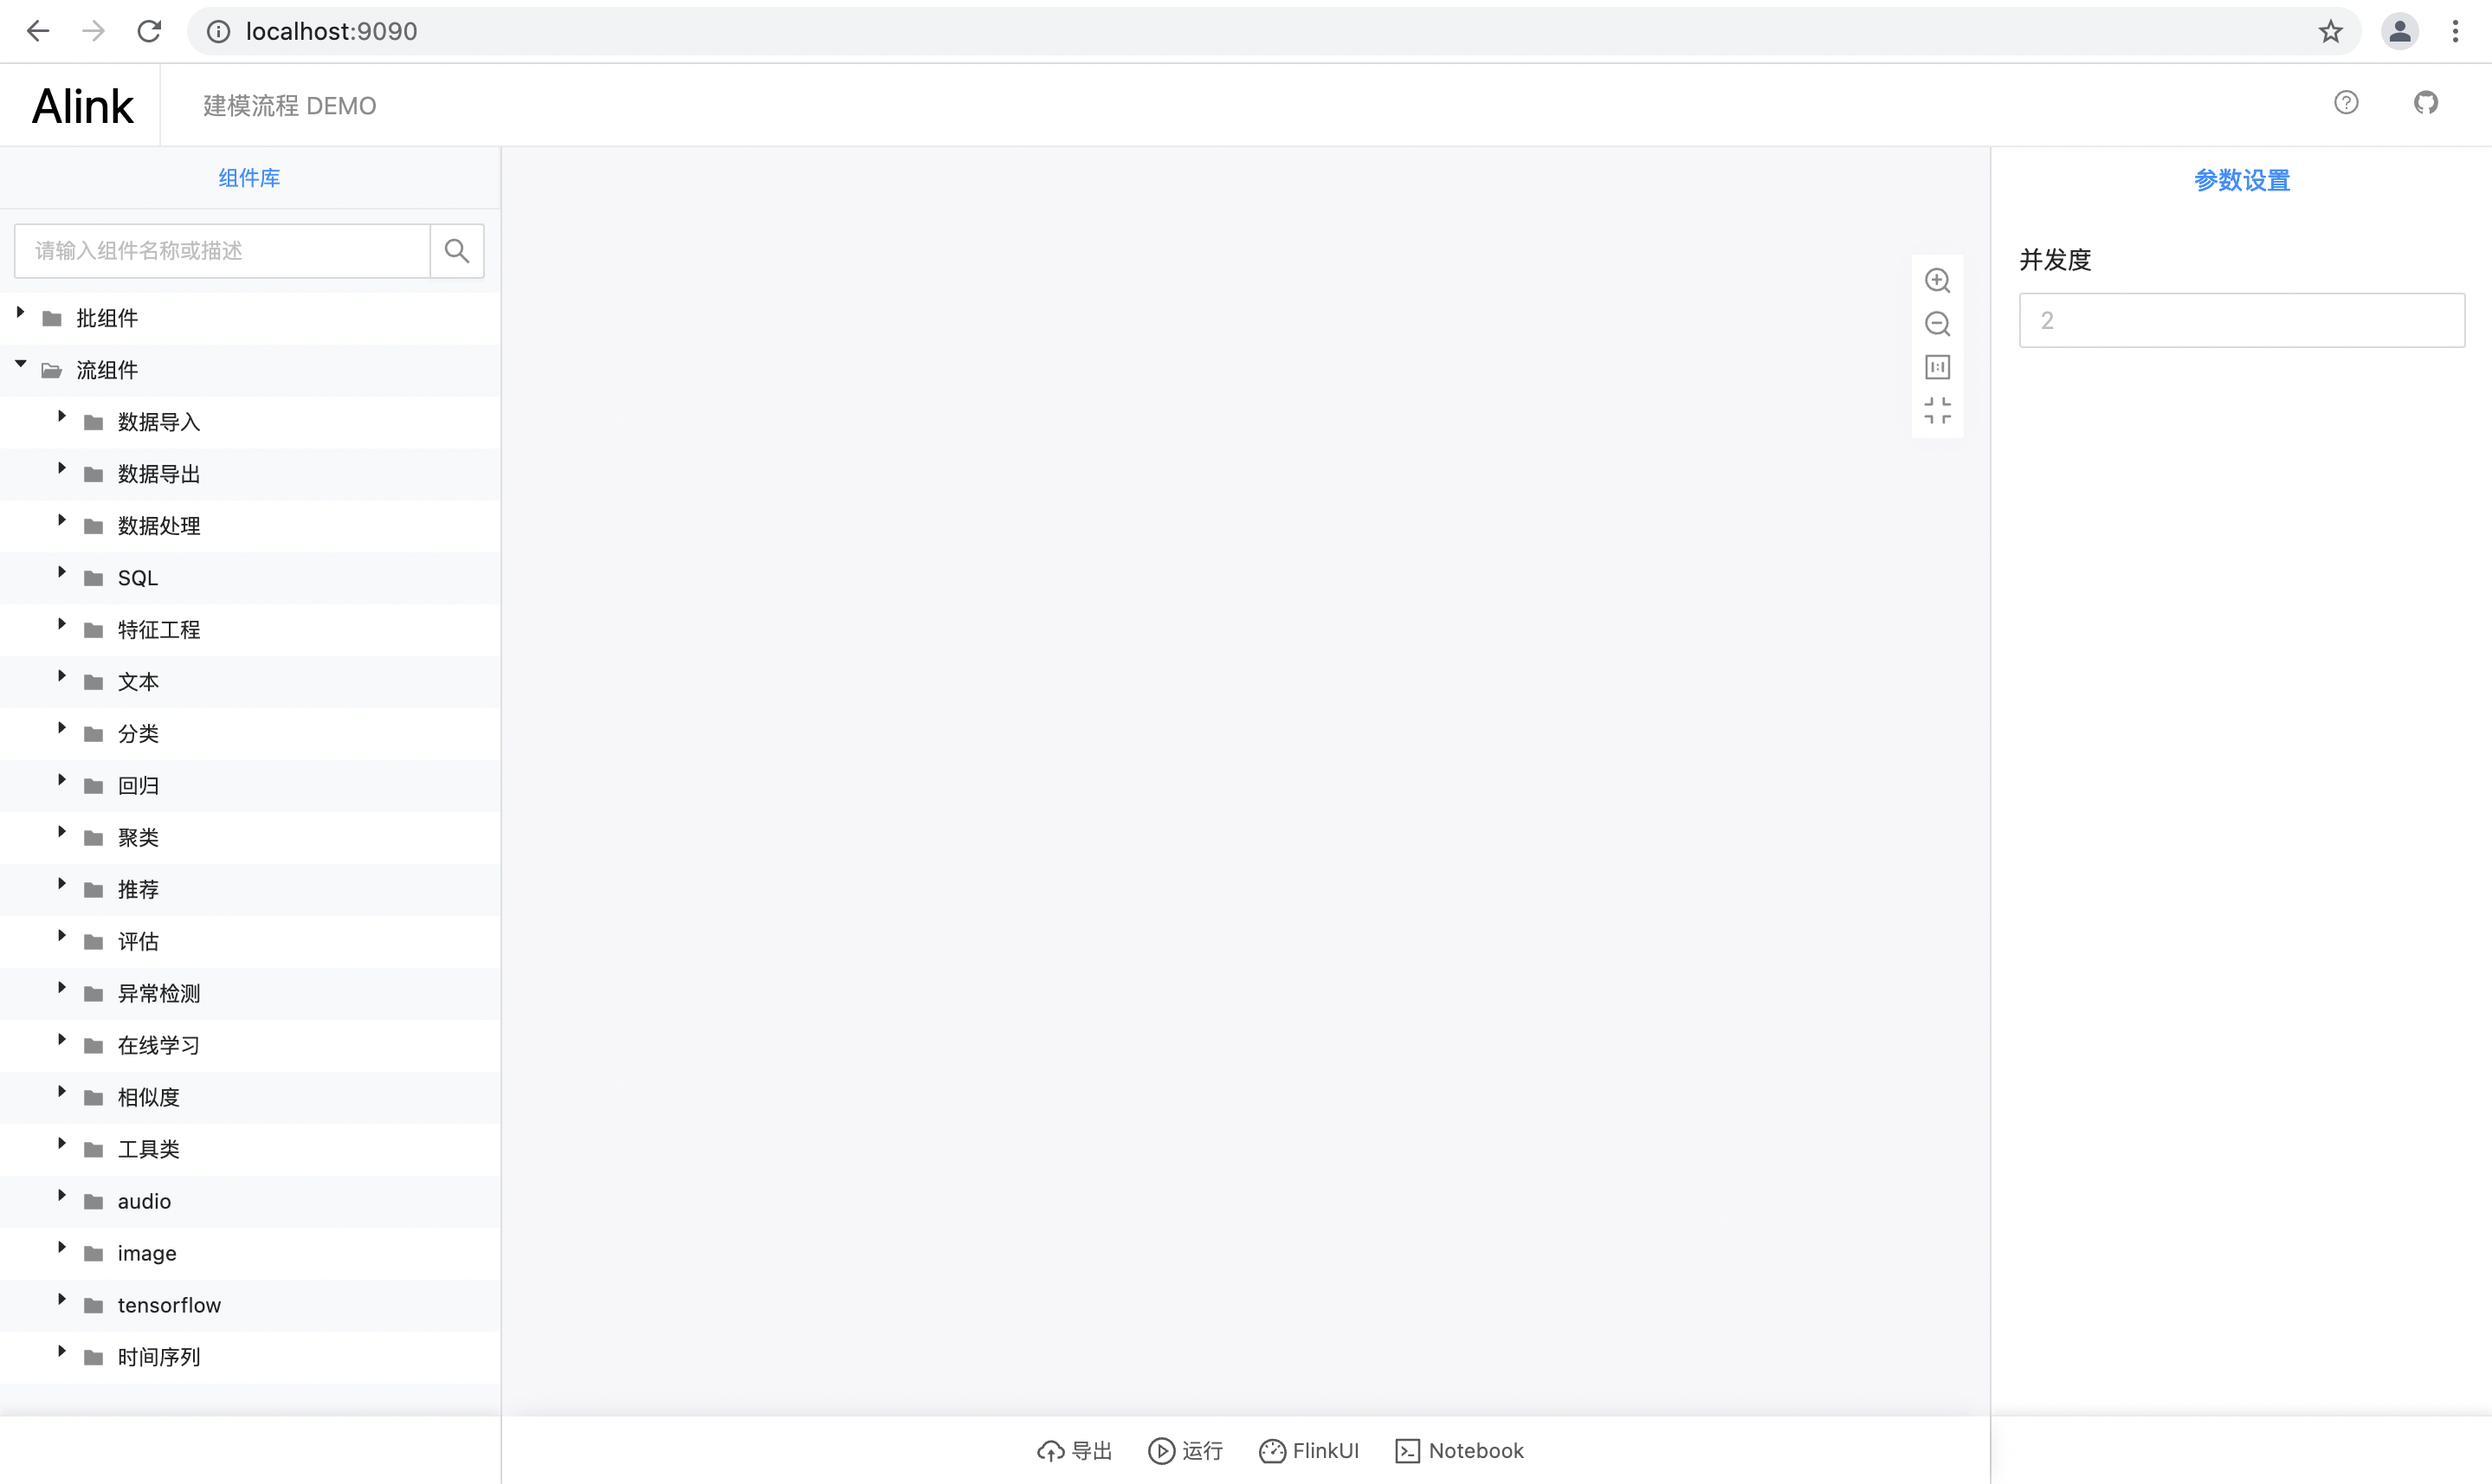 localhost:9090
Alink
建模流程 DEMO
组件库
请输入组件名称或描述
批组件
流组件
数据导入
数据导出
数据处理
SQL
特征工程
文本
分类
回归
聚类
推荐
评估
异常检测
在线学习
相似度
工具类
audio
image
tensorflow
时间序列
1:1
参数设置
并发度
2
导出 运行 FlinkUI Notebook